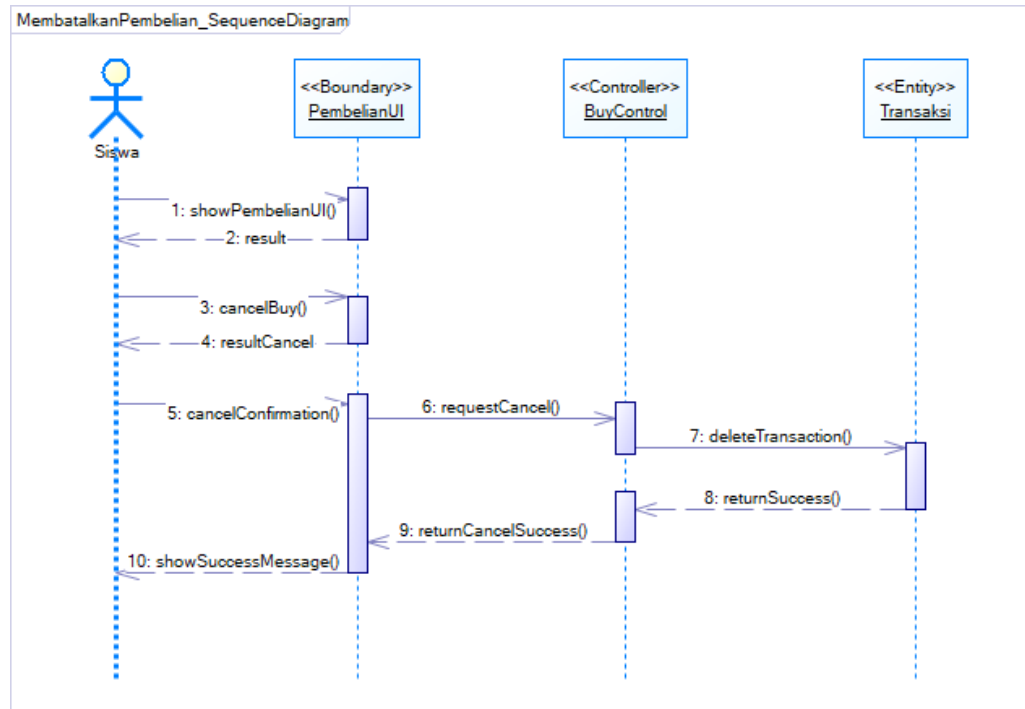 MembatalkanPembelian_SequenceDiagram
<<Boundary>>
PembelianUI
<<Controller>>
BuyControl
<<Entity>>
Transaksi
Siswa
1: showPembelianUI()
2: result
3: cancelBuy()
4: resultCancel
5: cancelConfirmation()
6: requestCancel()
7: deleteTransaction()
8: returnSuccess()
9: returnCancelSuccess()
10: showSuccessMessage()